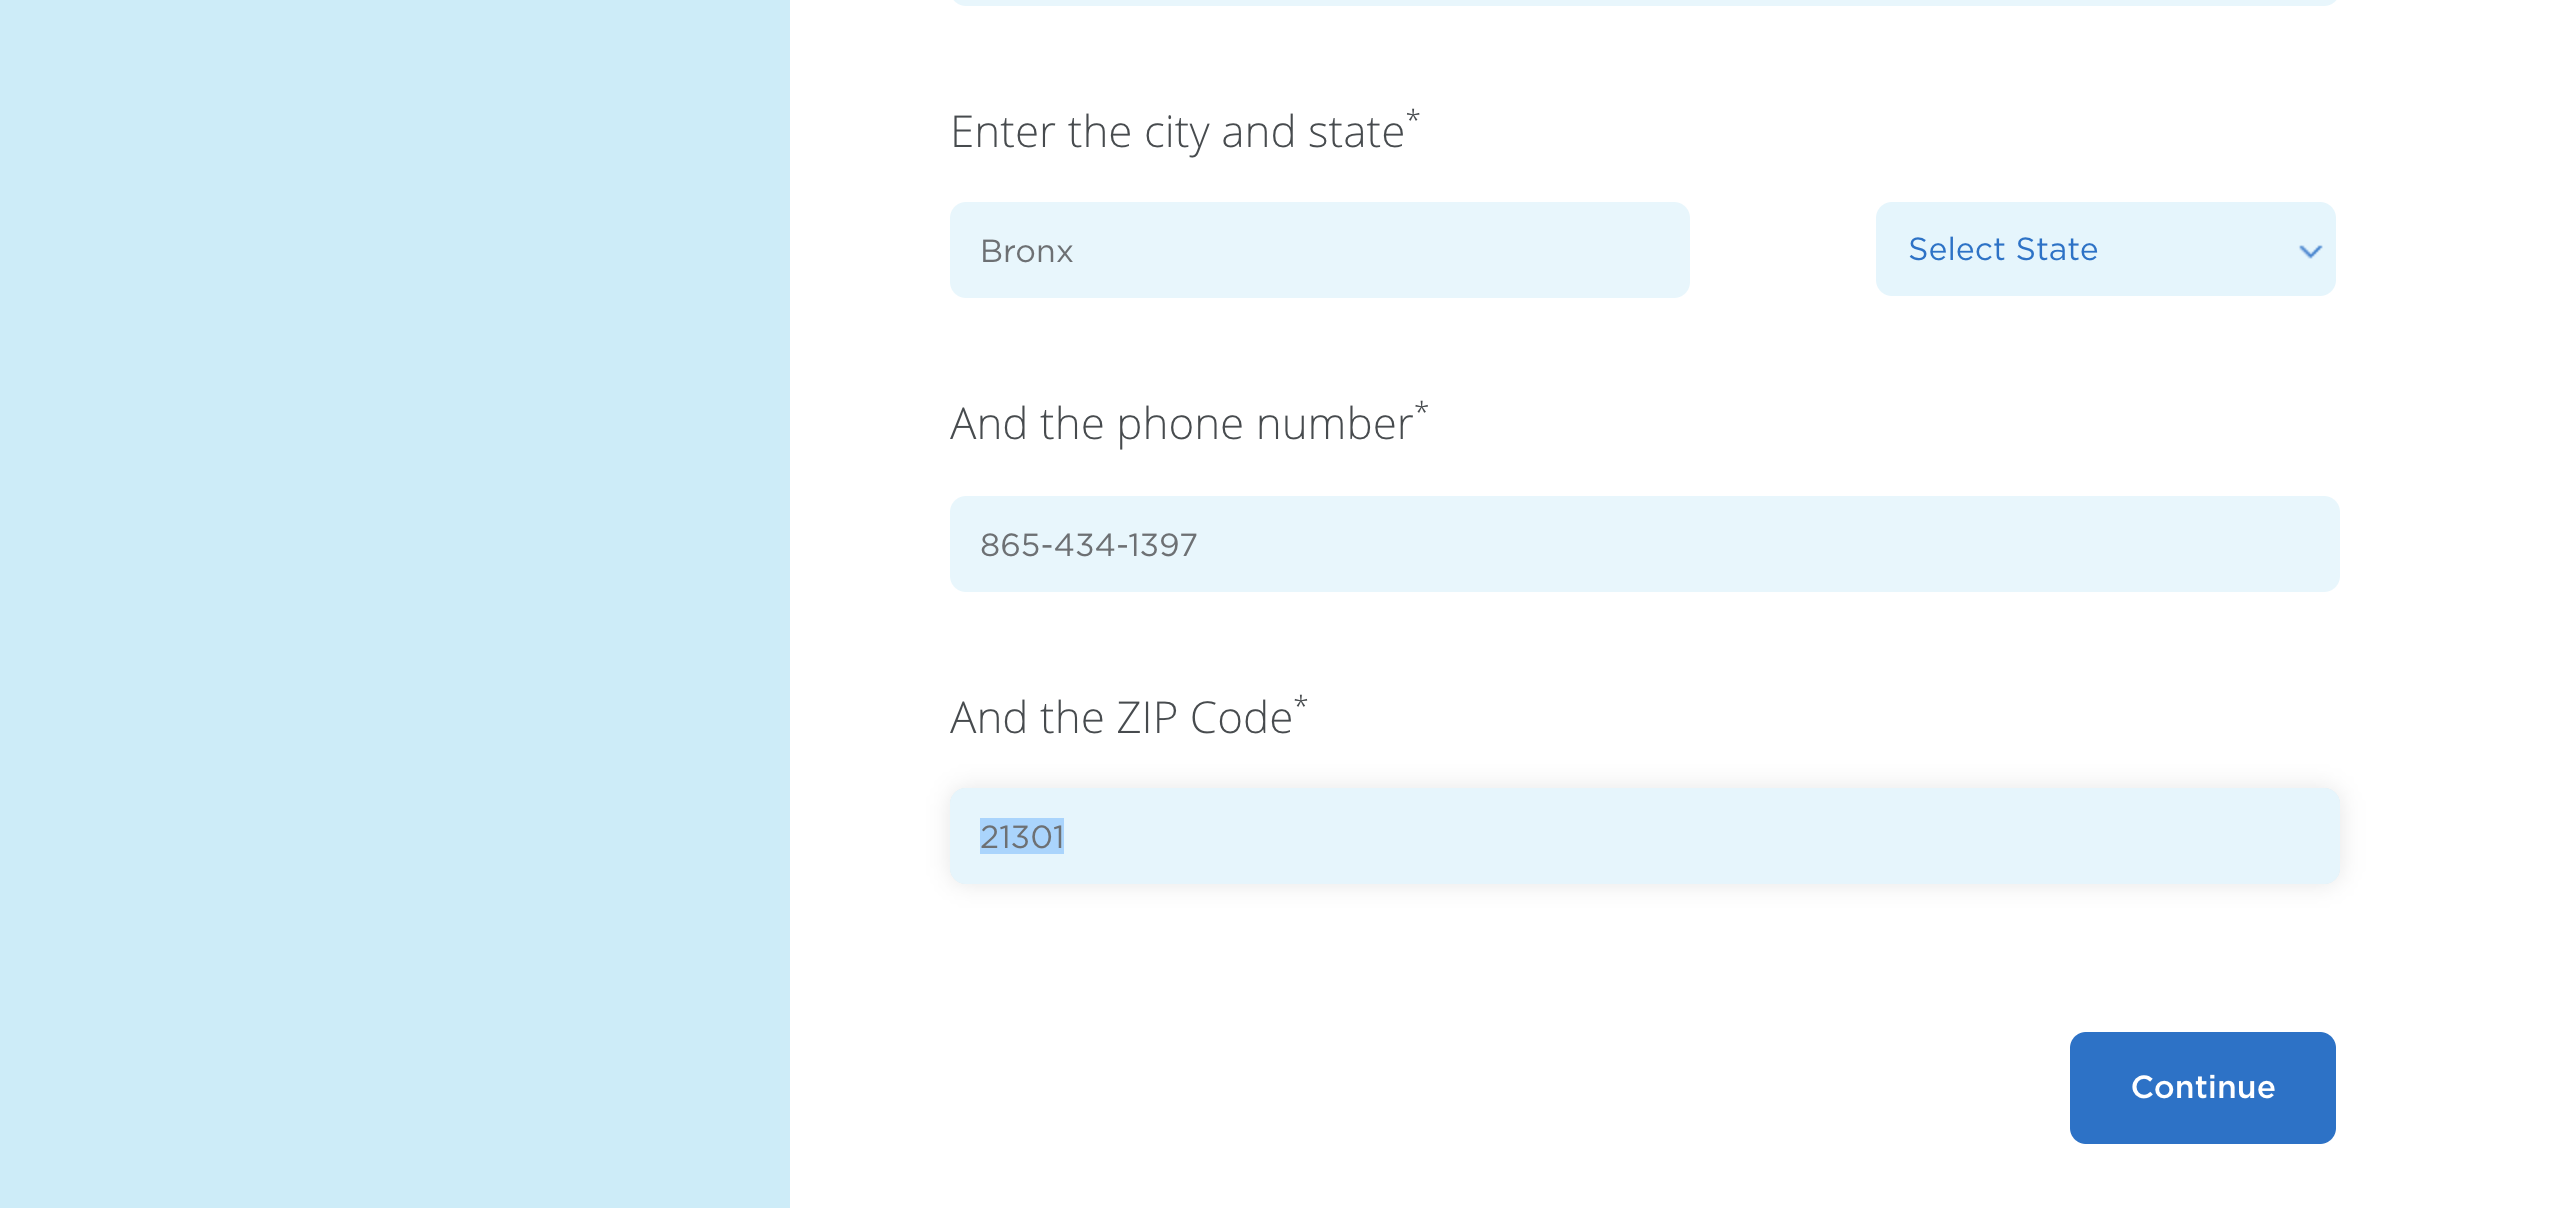 Enter the city and state*
Bronx
Select State
And the phone number*
865-434-1397
And the ZIP Code*
21301
Continue